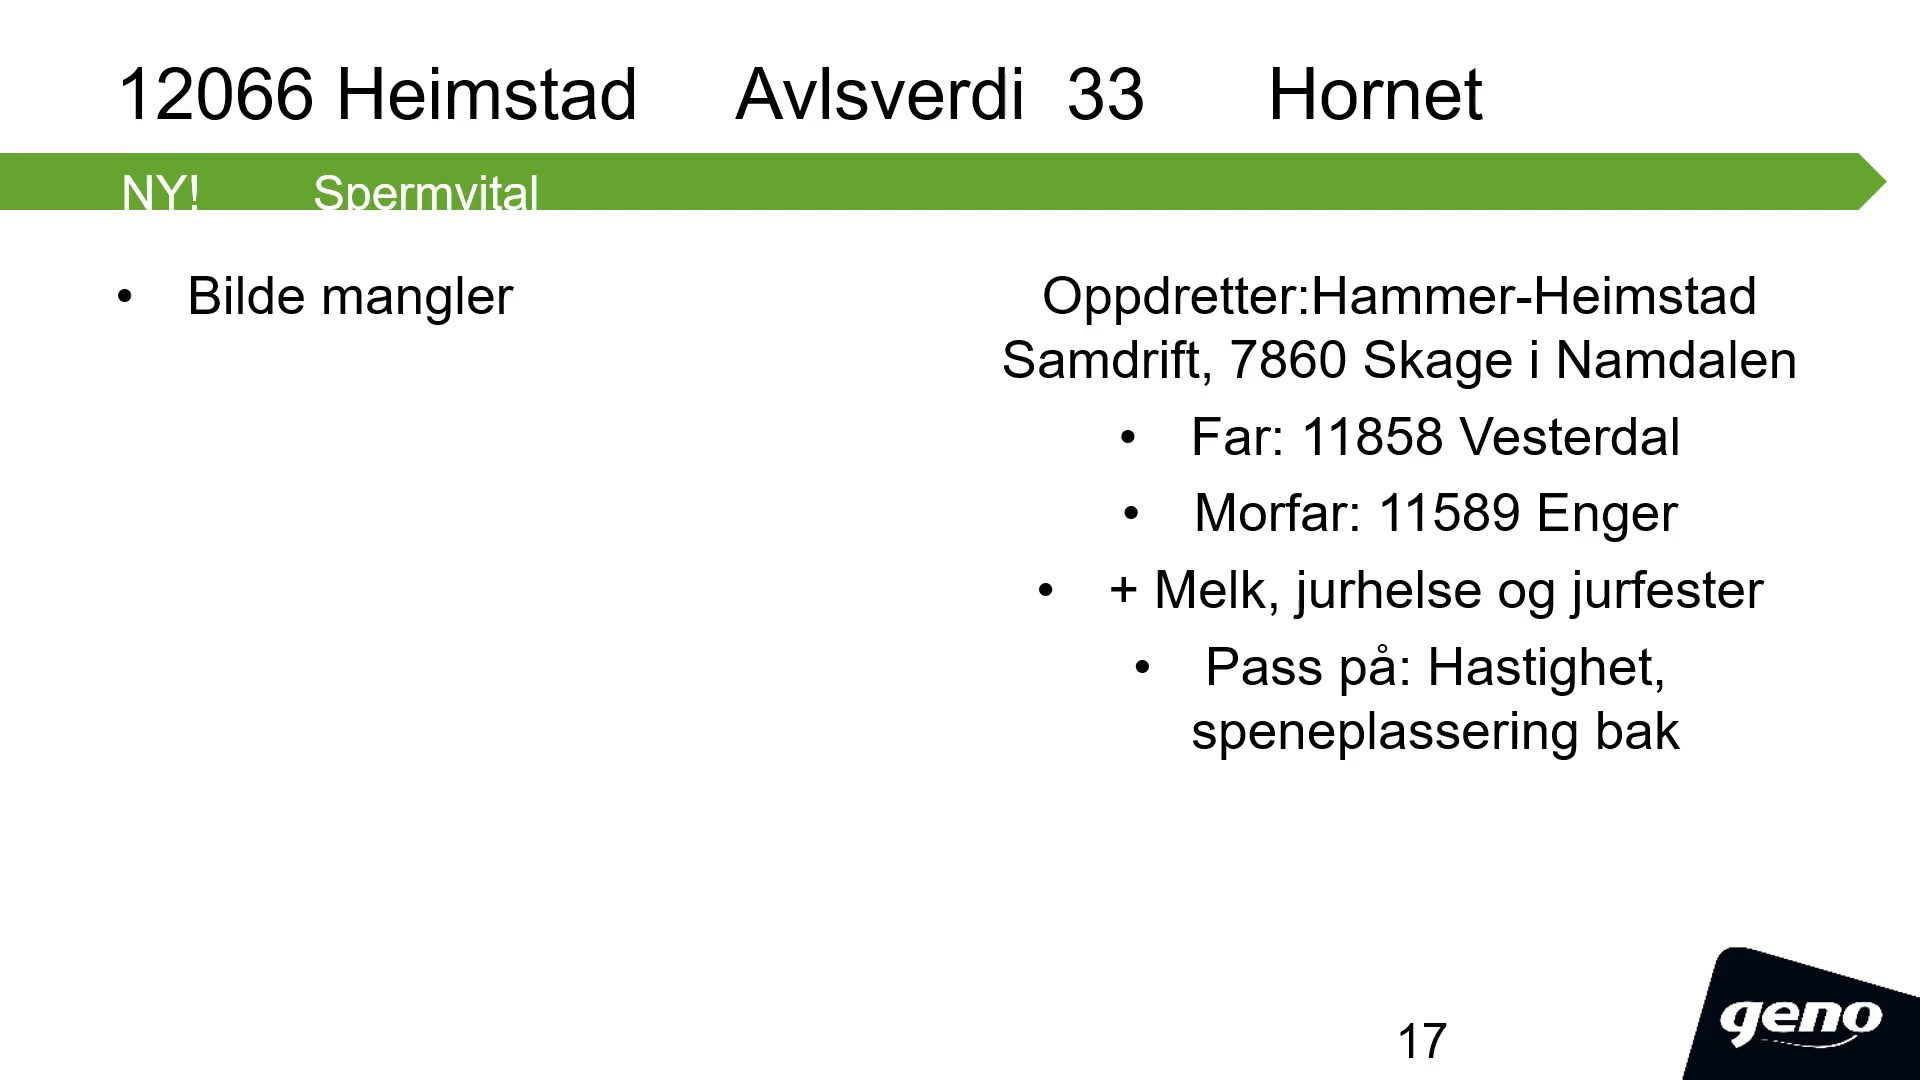 12066 Heimstad Avlsverdi 33 Hornet
NY! Spermvital
• Bilde mangler
Oppdretter:Hammer-Heimstad
Samdrift, 7860 Skage i Namdalen
• Far: 11858 Vesterdal
• Morfar: 11589 Enger
• + Melk, jurhelse og jurfester
• Pass på: Hastighet,
speneplassering bak
17
geno